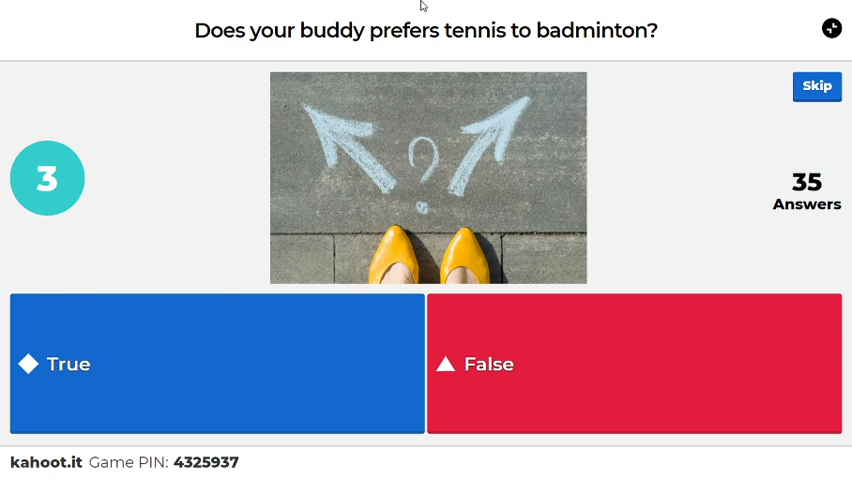 Does your buddy prefers tennis to badminton?
Skip
3
?
35
Answers
True
False
kahoot.it Game PIN: 4325937